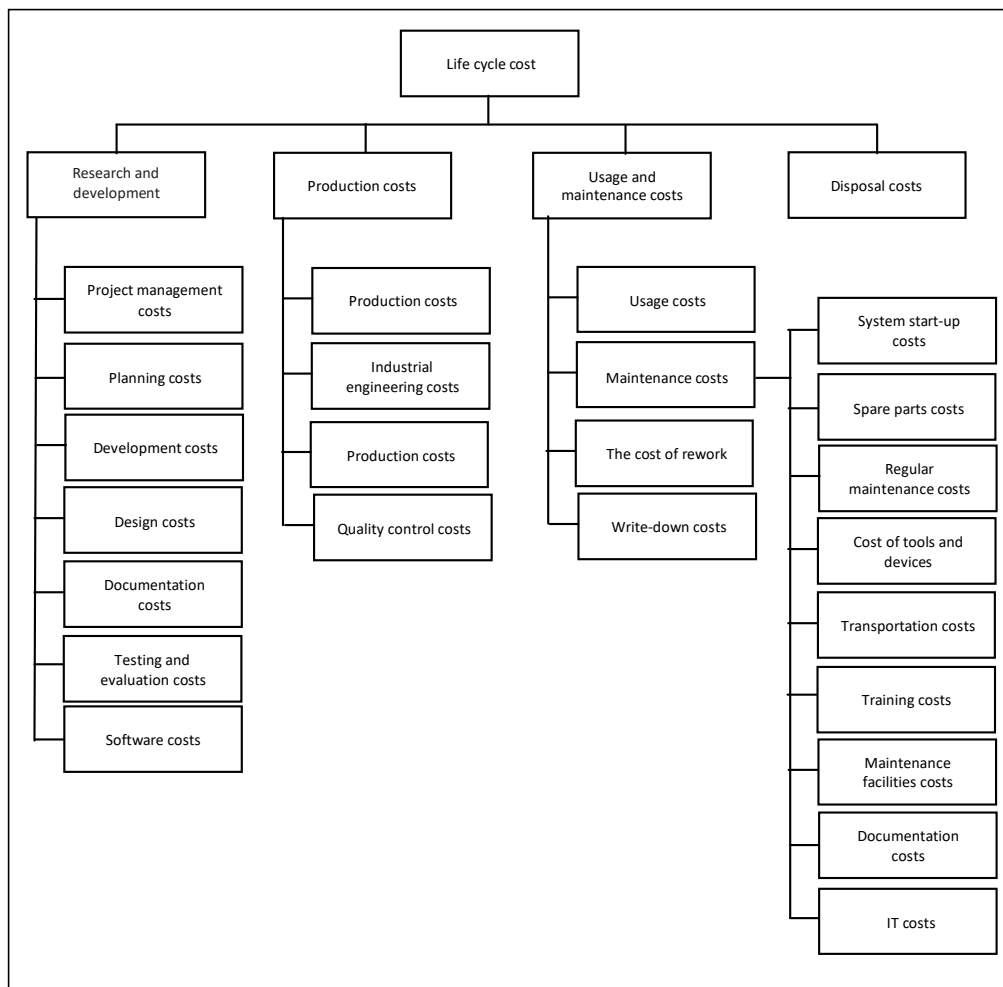 Life cycle cost
Research and
development
Production costs
Usage and
maintenance costs
Disposal costs
Project management
costs
Planning costs
Development costs
Design costs
Documentation
costs
Testing and
evaluation costs
Software costs
Production costs
Industrial
engineering costs
Production costs
Quality control costs
Usage costs
Maintenance costs
The cost of rework
Write-down costs
System start-up
costs
Spare parts costs
Regular
maintenance costs
Cost of tools and
devices
Transportation costs
Training costs
Maintenance
facilities costs
Documentation
costs
IT costs